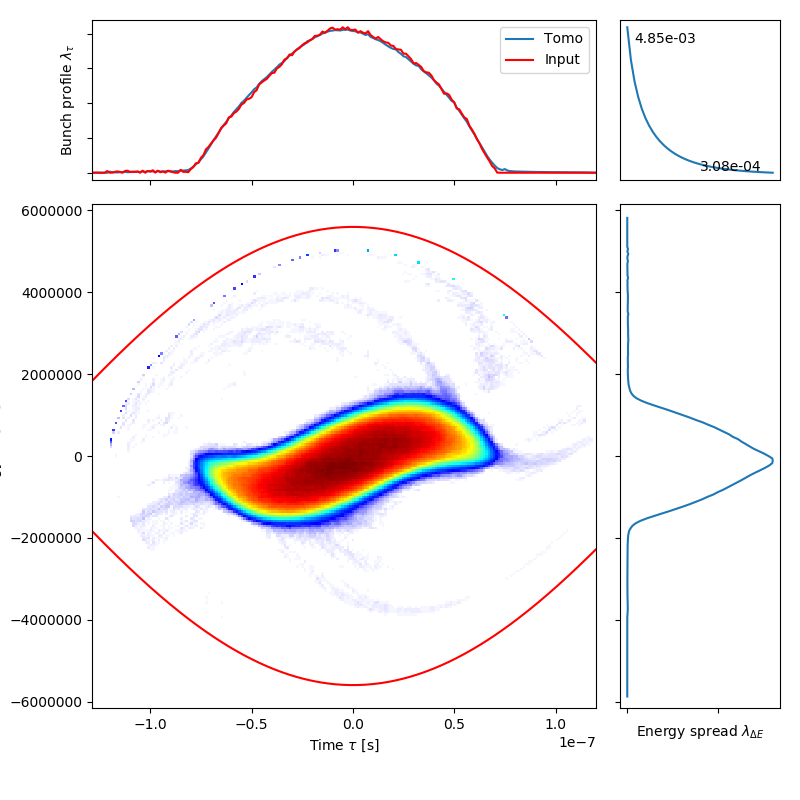 Bunch profile λτ
Tomo
Input
4.85e-03
3.08e-04
6000000
4000000
2000000
0
−2000000
−4000000
−6000000
−1.0
−0.5
0.0
0.5
1.0
1e−7
Time τ [s]
Energy spread λΔE